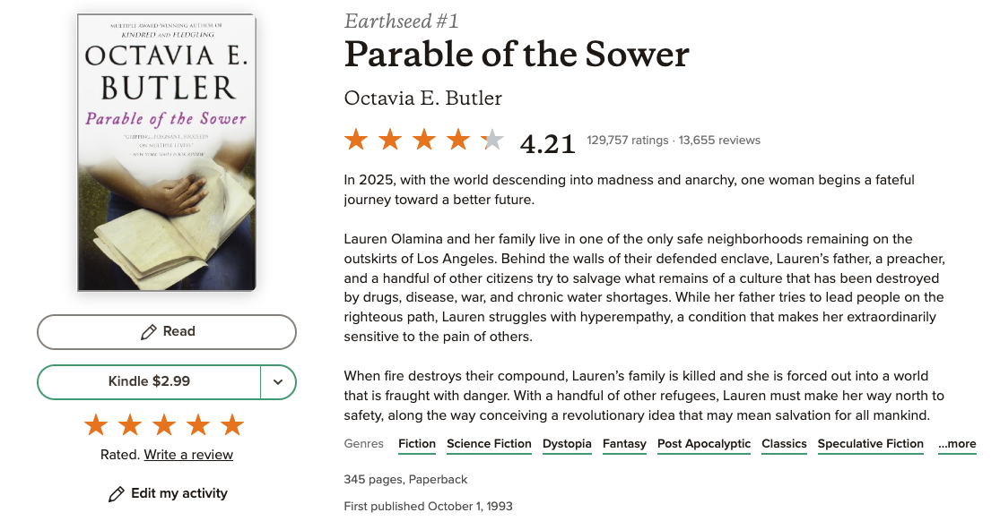 MULTIPLE AWARD-WINNING AUTHOR OF
KINDRED AND FLEDGLING
OCTAVIA E.
BUTLER
Parable of the Sower
"GRIPPING...POIGNANT...SUCCEEDS
ON MULTIPLE LEVELS"
—NEW YORK TIMES BOOK REVIEW
Read
Kindle $2.99
Rated. Write a review
Edit my activity
Earthseed #1
Parable of the Sower
Octavia E. Butler
4.21 129,757 ratings · 13,655 reviews
In 2025, with the world descending into madness and anarchy, one woman begins a fateful
journey toward a better future.
Lauren Olamina and her family live in one of the only safe neighborhoods remaining on the
outskirts of Los Angeles. Behind the walls of their defended enclave, Lauren's father, a preacher,
and a handful of other citizens try to salvage what remains of a culture that has been destroyed
by drugs, disease, war, and chronic water shortages. While her father tries to lead people on the
righteous path, Lauren struggles with hyperempathy, a condition that makes her extraordinarily
sensitive to the pain of others.
When fire destroys their compound, Lauren's family is killed and she is forced out into a world
that is fraught with danger. With a handful of other refugees, Lauren must make her way north to
safety, along the way conceiving a revolutionary idea that may mean salvation for all mankind.
Genres Fiction Science Fiction Dystopia Fantasy Post Apocalyptic Classics Speculative Fiction ...more
345 pages, Paperback
First published October 1, 1993